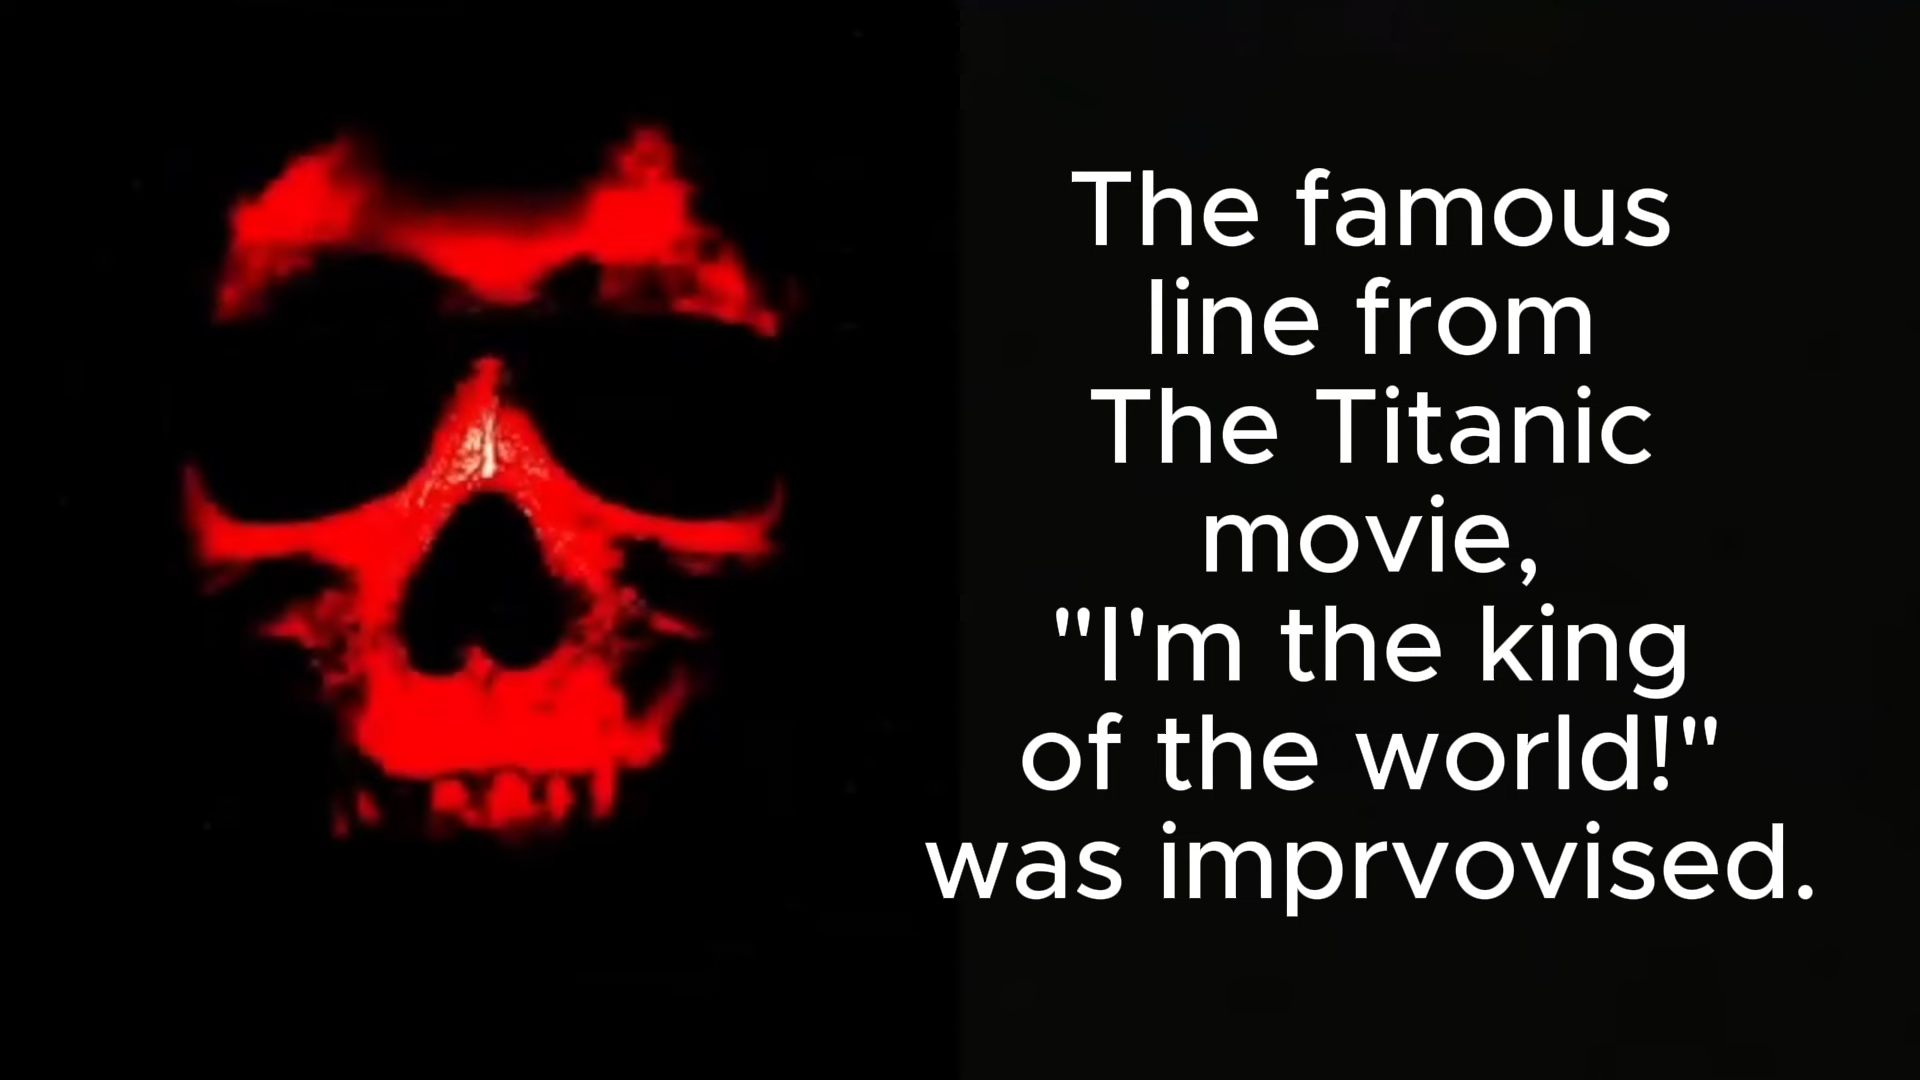 The famous
line from
The Titanic
movie,
"I'm the king
of the world!"
was imprvovised.